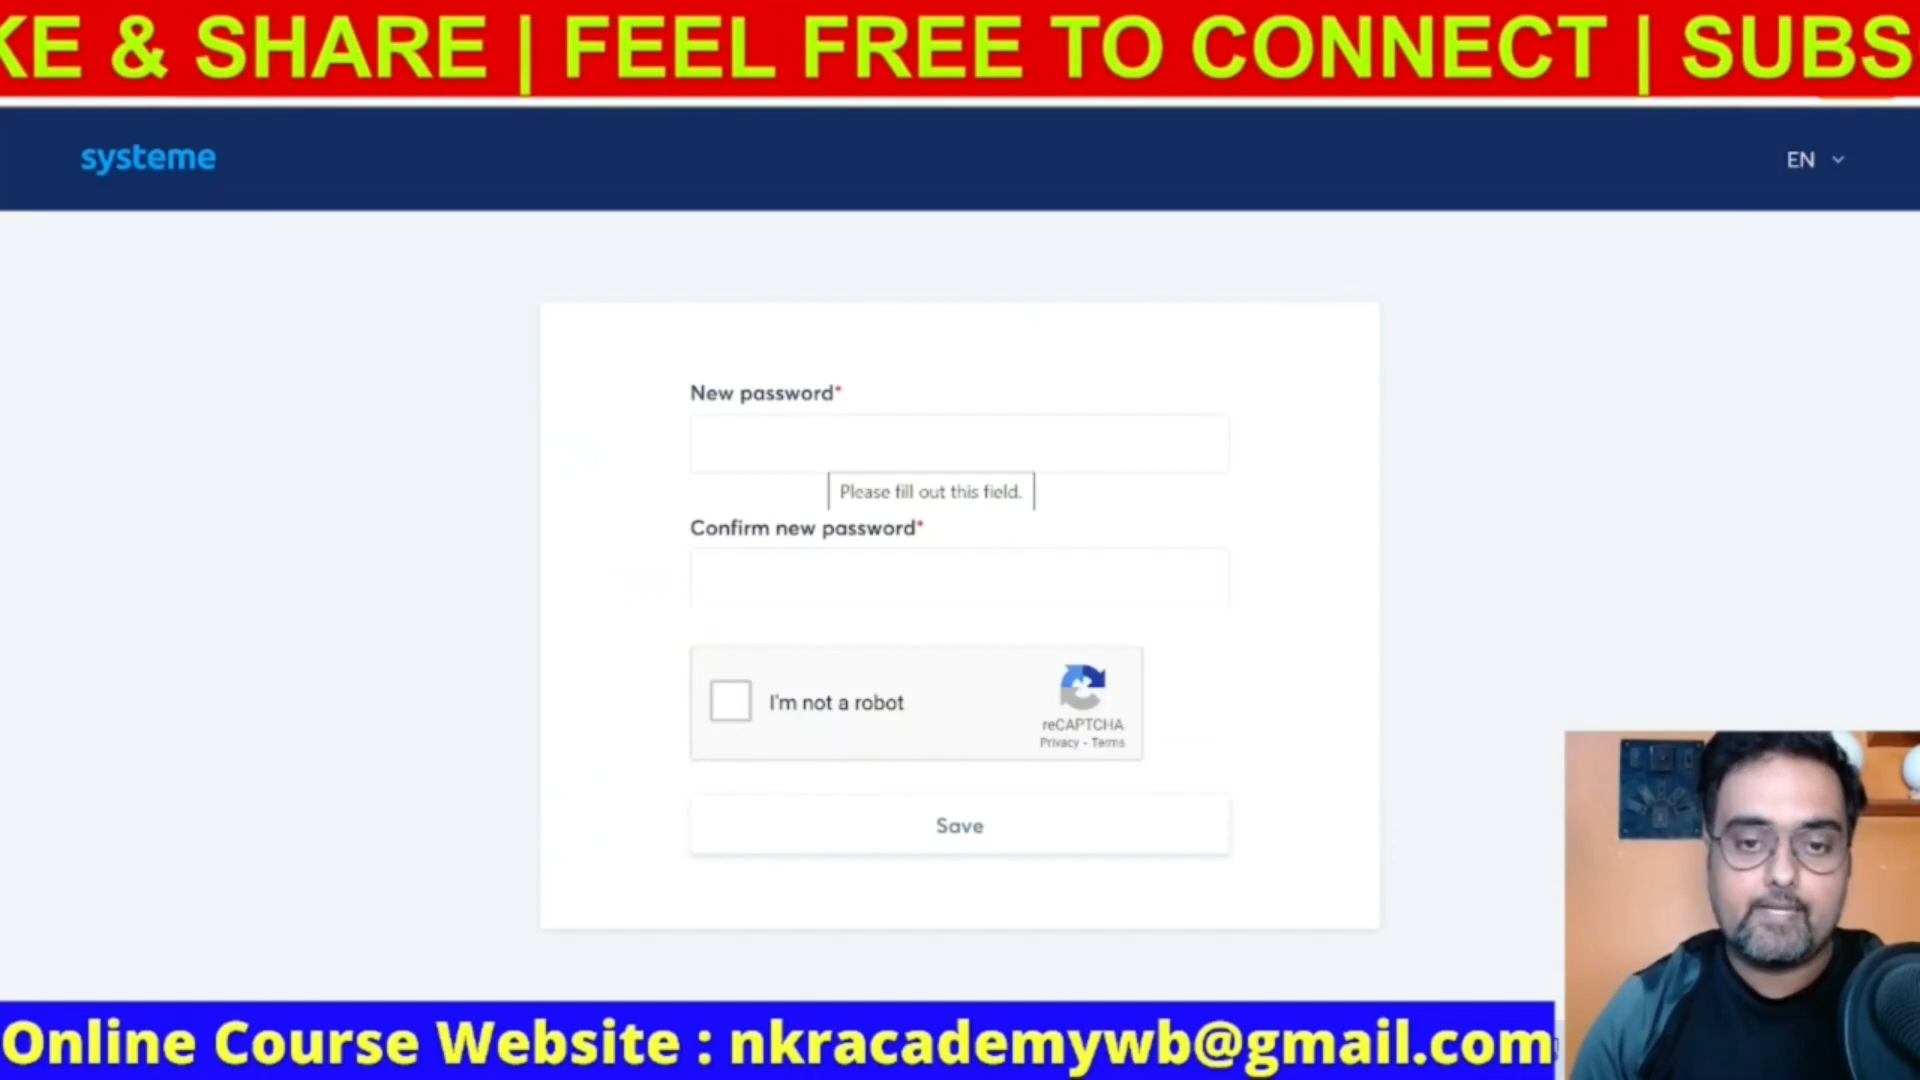 KE & SHARE | FEEL FREE TO CONNECT | SUBS
systeme
EN
New password*
Please fill out this field.
Confirm new password*
I'm not a robot
reCAPTCHA
Privacy - Terms
Save
Online Course Website : nkracademywb@gmail.com